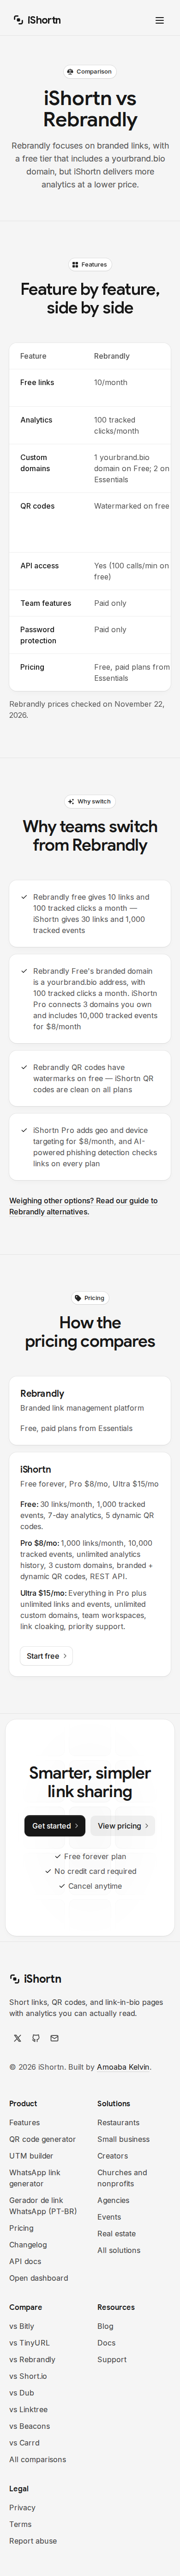 iShortn
Comparison
iShortn vs
Rebrandly
Rebrandly focuses on branded links, with
a free tier that includes a yourbrand.bio
domain, but iShortn delivers more
analytics at a lower price.
Features
Feature by feature,
side by side
Feature Rebrandly
Free links 10/month
Analytics 100 tracked
clicks/month
Custom
domains
1 yourbrand.bio
domain on Free; 2 on
Essentials
QR codes Watermarked on free
API access Yes (100 calls/min on
free)
Team features Paid only
Password
protection
Paid only
Pricing Free, paid plans from
Essentials
Rebrandly prices checked on November 22,
2026.
Why switch
Why teams switch
from Rebrandly
Rebrandly free gives 10 links and
100 tracked clicks a month —
iShortn gives 30 links and 1,000
tracked events
Rebrandly Free's branded domain
is a yourbrand.bio address, with
100 tracked clicks a month. iShortn
Pro connects 3 domains you own
and includes 10,000 tracked events
for $8/month
Rebrandly QR codes have
watermarks on free — iShortn QR
codes are clean on all plans
iShortn Pro adds geo and device
targeting for $8/month, and AI-
powered phishing detection checks
links on every plan
Weighing other options? Read our guide to
Rebrandly alternatives.
Pricing
How the
pricing compares
Rebrandly
Branded link management platform
Free, paid plans from Essentials
iShortn
Free forever, Pro $8/mo, Ultra $15/mo
Free: 30 links/month, 1,000 tracked
events, 7-day analytics, 5 dynamic QR
codes.
Pro $8/mo: 1,000 links/month, 10,000
tracked events, unlimited analytics
history, 3 custom domains, branded +
dynamic QR codes, REST API.
Ultra $15/mo: Everything in Pro plus
unlimited links and events, unlimited
custom domains, team workspaces,
link cloaking, priority support.
Start free
Smarter, simpler
link sharing
Get started
View pricing
Free forever plan
No credit card required
Cancel anytime
iShortn
Short links, QR codes, and link-in-bio pages
with analytics you can actually read.
© 2026 iShortn. Built by Amoaba Kelvin.
Product
Features
QR code generator
UTM builder
WhatsApp link
generator
Gerador de link
WhatsApp (PT-BR)
Pricing
Changelog
API docs
Open dashboard
Solutions
Restaurants
Small business
Creators
Churches and
nonprofits
Agencies
Events
Real estate
All solutions
Compare
vs Bitly
vs TinyURL
vs Rebrandly
vs Short.io
vs Dub
vs Linktree
vs Beacons
vs Carrd
All comparisons
Resources
Blog
Docs
Support
Legal
Privacy
Terms
Report abuse